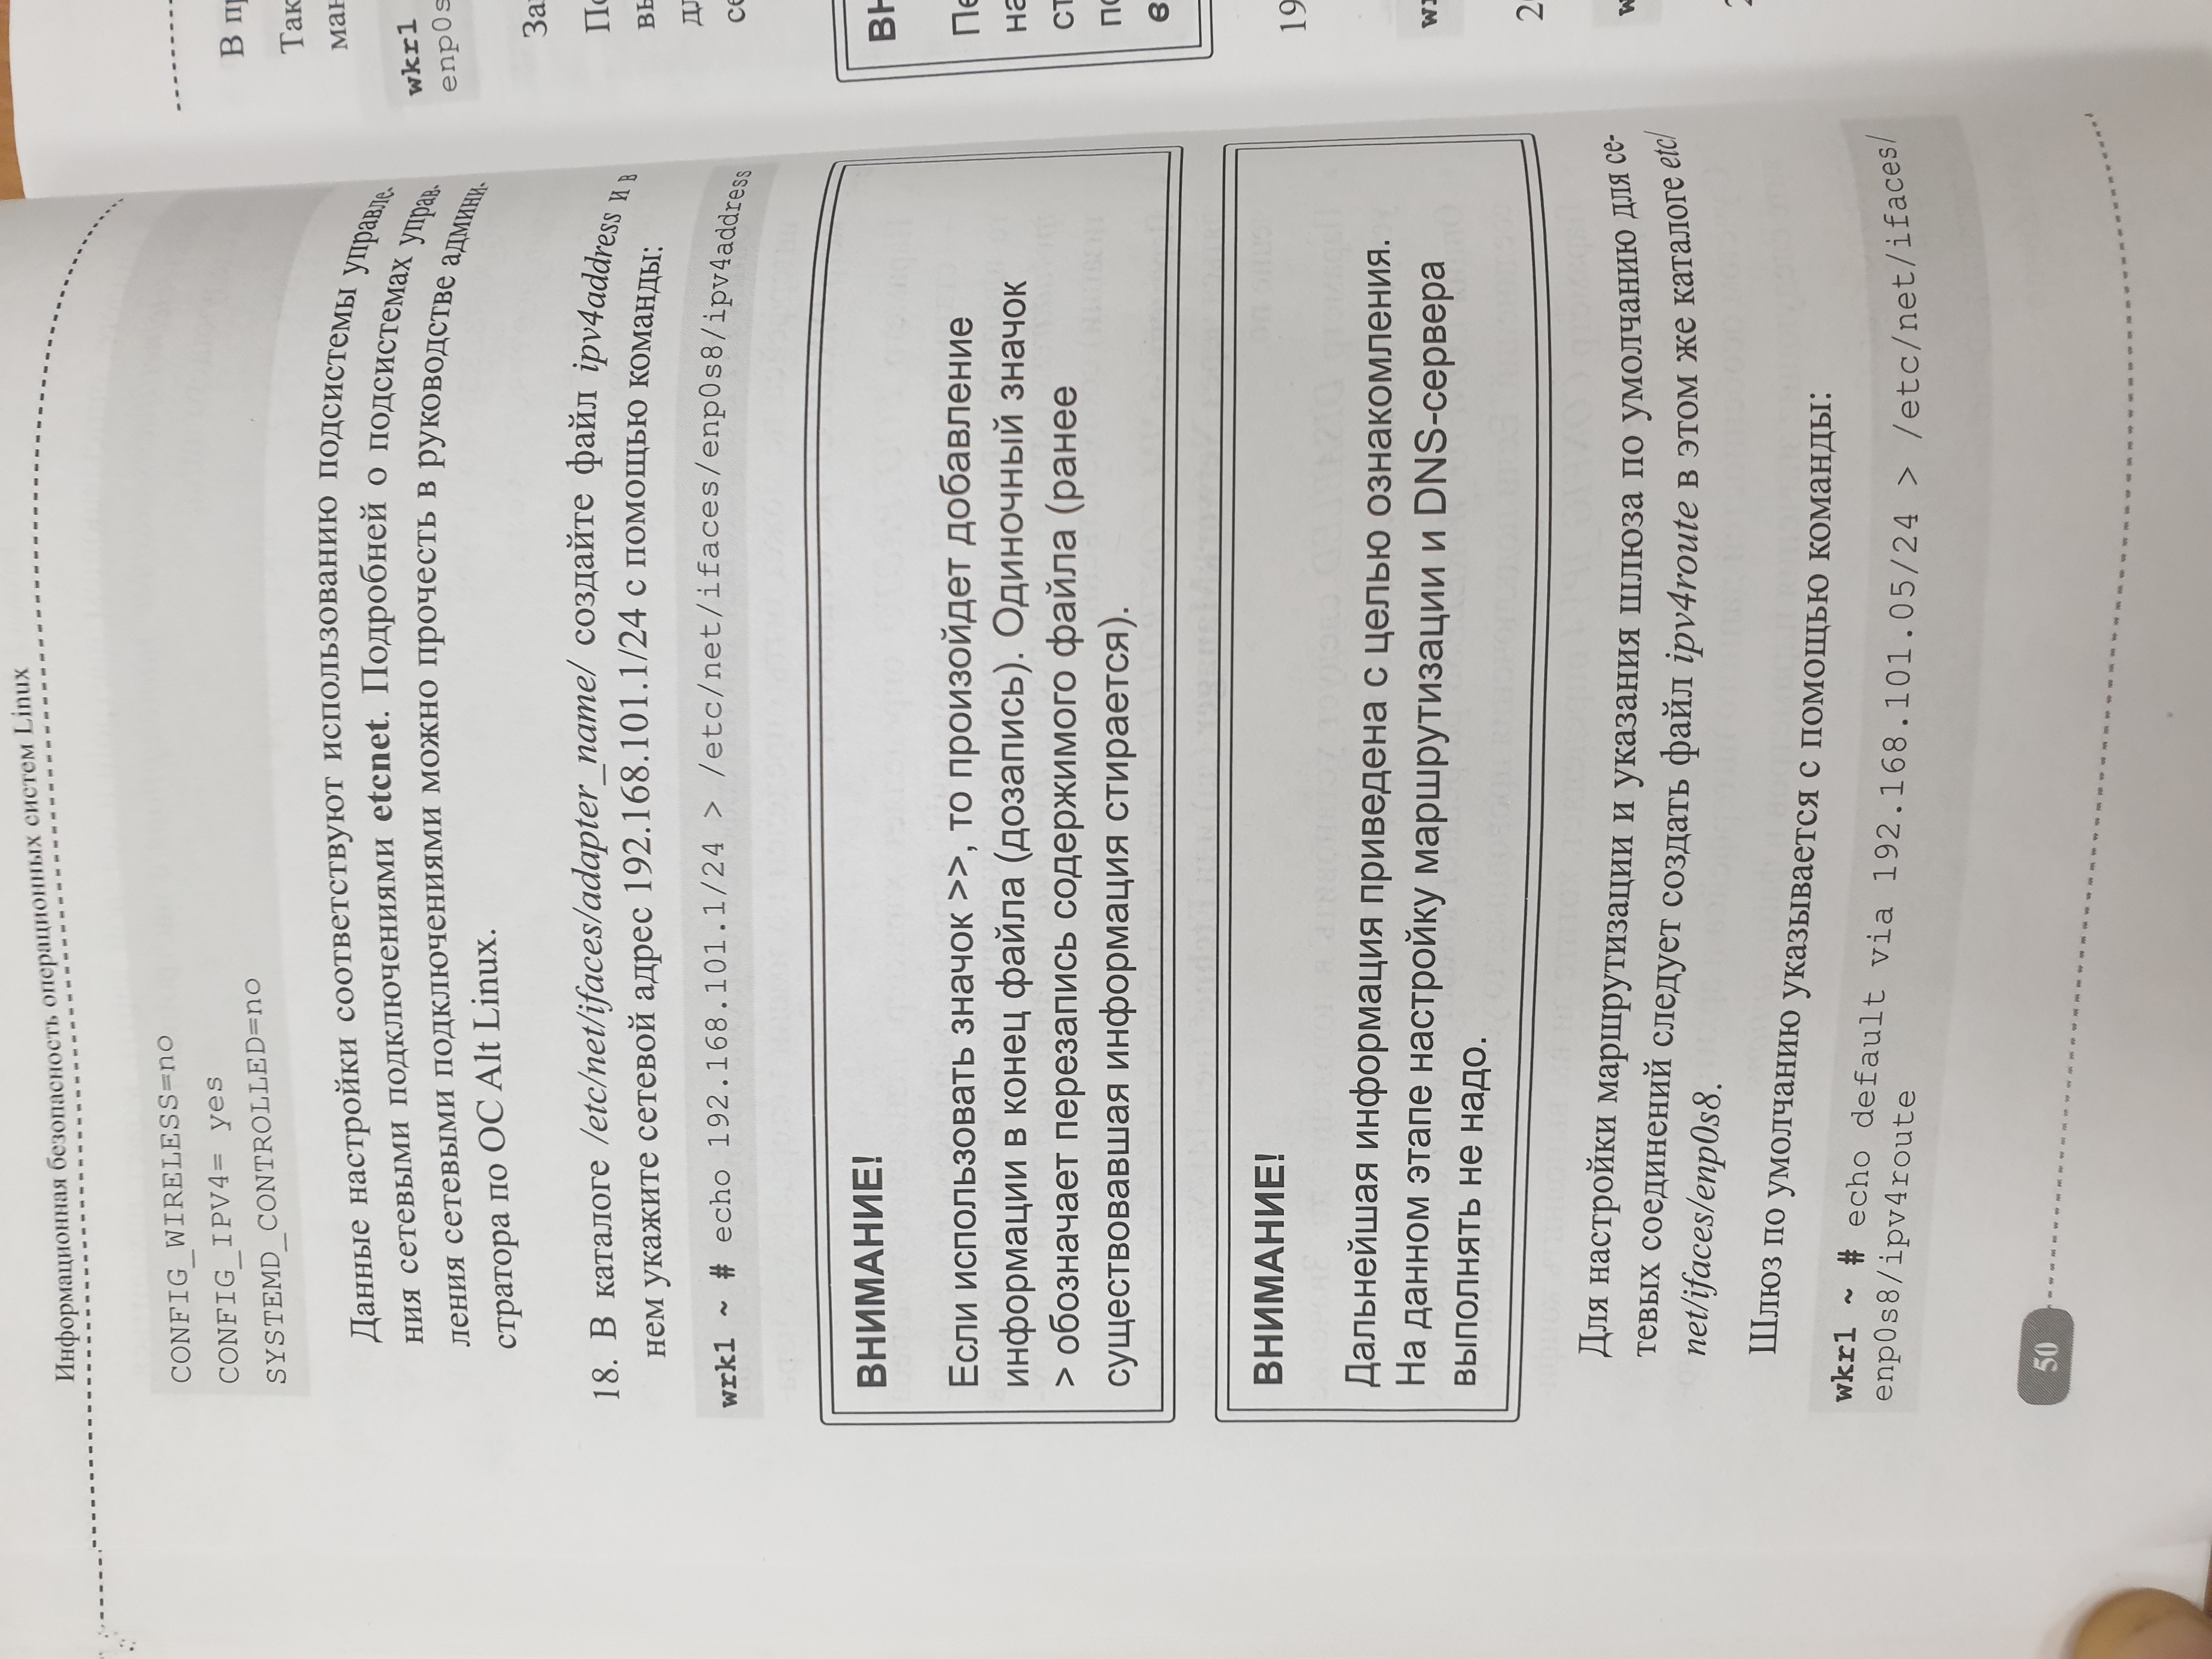 Информационная безопасность операционных систем Linux
CONFIG_WIRELESS=no
CONFIG_IPV4= yes
SYSTEMD_CONTROLLED=no
Данные настройки соответствуют использованию подсистемы управле-
ния сетевыми подключениями etcnet. Подробней о подсистемах управ-
ления сетевыми подключениями можно прочесть в руководстве админи-
стратора по ОС Alt Linux.
18. В каталоге /etc/net/ifaces/adapter_name/ создайте файл ipv4address и в
нем укажите сетевой адрес 192.168.101.1/24 с помощью команды:
wrk1 ~ # echo 192.168.101.1/24 > /etc/net/ifaces/enp0s8/ipv4address
ВНИМАНИЕ!
Если использовать значок >>, то произойдет добавление
информации в конец файла (дозапись). Одиночный значок
> обозначает перезапись содержимого файла (ранее
существовавшая информация стирается).
ВНИМАНИЕ!
Дальнейшая информация приведена с целью ознакомления.
На данном этапе настройку маршрутизации и DNS-сервера
выполнять не надо.
Для настройки маршрутизации и указания шлюза по умолчанию для се-
тевых соединений следует создать файл ipv4route в этом же каталоге etc/
net/ifaces/enp0s8.
Шлюз по умолчанию указывается с помощью команды:
wkr1 ~ # echo default via 192.168.101.05/24 > /etc/net/ifaces/
enp0s8/ipv4route
50
wkr1
19